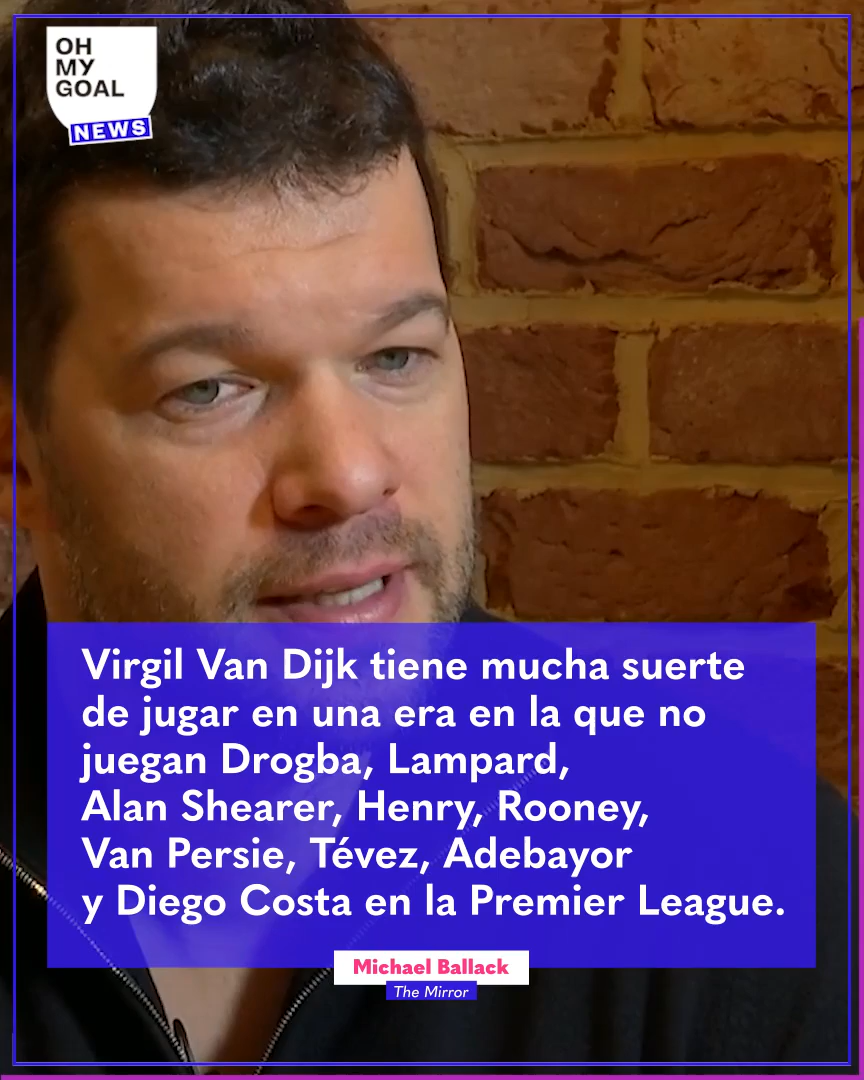 OH
MY
GOAL
NEWS
Virgil Van Dijk tiene mucha suerte
de jugar en una era en la que no
juegan Drogba, Lampard,
Alan Shearer, Henry, Rooney,
Van Persie, Tévez, Adebayor
y Diego Costa en la Premier League.
Michael Ballack
The Mirror